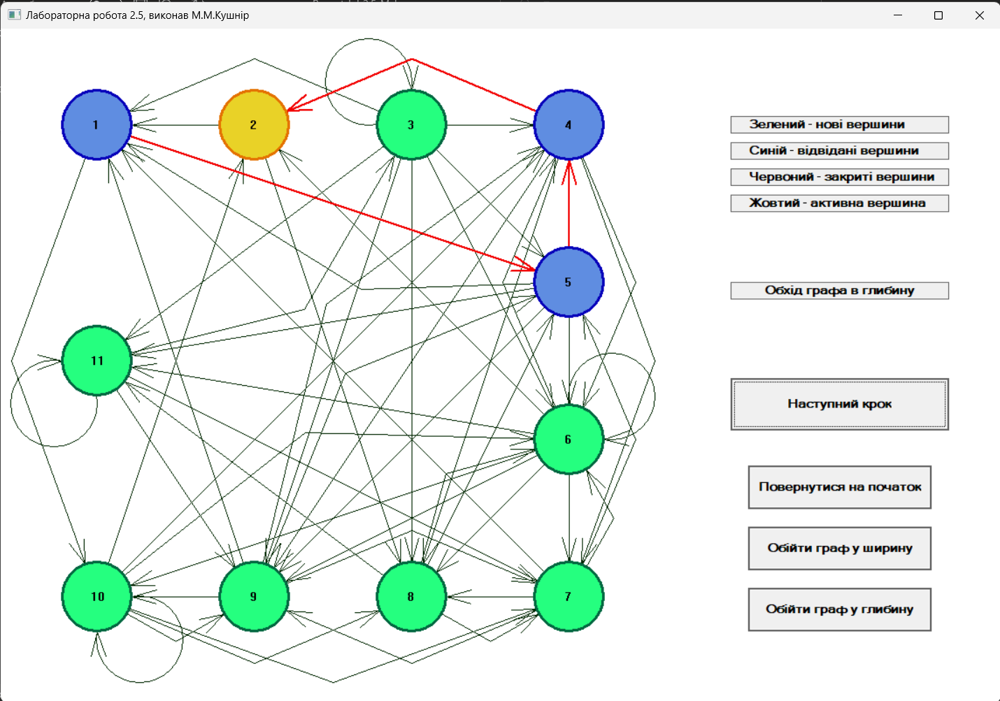 Лабораторна робота 2.5, виконав М.М.Кушнір
1
2
3
4
Зелений - нові вершини
Синій - відвідані вершини
Червоний - закриті вершини
Жовтий - активна вершина
5
Обхід графа в глибину
11
Наступний крок
6
Повернутися на початок
Обійти граф у ширину
10
9
8
7
Обійти граф у глибину